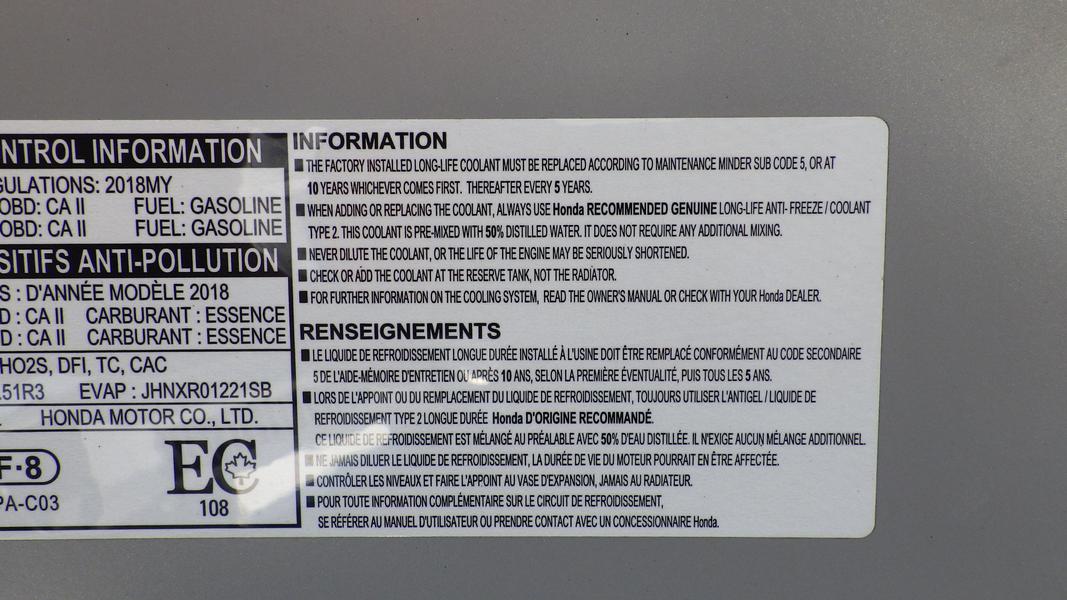 NTROL INFORMATION
GULATIONS: 2018MY
OBD: CA II FUEL: GASOLINE
OBD: CA II FUEL: GASOLINE
SITIFS ANTI-POLLUTION
S : D'ANNÉE MODÈLE 2018
D : CA II CARBURANT : ESSENCE
D : CA II CARBURANT : ESSENCE
HO2S, DFI, TC, CAC
51R3 EVAP : JHNXR01221SB
HONDA MOTOR CO., LTD.
F-8
PA-C03
EC
108
INFORMATION
■ THE FACTORY INSTALLED LONG-LIFE COOLANT MUST BE REPLACED ACCORDING TO MAINTENANCE MINDER SUB CODE 5, OR AT
10 YEARS WHICHEVER COMES FIRST. THEREAFTER EVERY 5 YEARS.
■ WHEN ADDING OR REPLACING THE COOLANT, ALWAYS USE Honda RECOMMENDED GENUINE LONG-LIFE ANTI- FREEZE / COOLANT
TYPE 2. THIS COOLANT IS PRE-MIXED WITH 50% DISTILLED WATER. IT DOES NOT REQUIRE ANY ADDITIONAL MIXING.
■ NEVER DILUTE THE COOLANT, OR THE LIFE OF THE ENGINE MAY BE SERIOUSLY SHORTENED.
■ CHECK OR ADD THE COOLANT AT THE RESERVE TANK, NOT THE RADIATOR.
■ FOR FURTHER INFORMATION ON THE COOLING SYSTEM, READ THE OWNER'S MANUAL OR CHECK WITH YOUR Honda DEALER.
RENSEIGNEMENTS
■ LE LIQUIDE DE REFROIDISSEMENT LONGUE DURÉE INSTALLÉ À L'USINE DOIT ÊTRE REMPLACÉ CONFORMÉMENT AU CODE SECONDAIRE
5 DE L'AIDE-MÉMOIRE D'ENTRETIEN OU APRÈS 10 ANS, SELON LA PREMIÈRE ÉVENTUALITÉ, PUIS TOUS LES 5 ANS.
■ LORS DE L'APPOINT OU DU REMPLACEMENT DU LIQUIDE DE REFROIDISSEMENT, TOUJOURS UTILISER L'ANTIGEL / LIQUIDE DE
REFROIDISSEMENT TYPE 2 LONGUE DURÉE Honda D'ORIGINE RECOMMANDÉ.
CE LIQUIDE DE REFROIDISSEMENT EST MÉLANGÉ AU PRÉALABLE AVEC 50% D'EAU DISTILLÉE. IL N'EXIGE AUCUN MÉLANGE ADDITIONNEL.
■ NE JAMAIS DILUER LE LIQUIDE DE REFROIDISSEMENT, LA DURÉE DE VIE DU MOTEUR POURRAIT EN ÊTRE AFFECTÉE.
■ CONTRÔLER LES NIVEAUX ET FAIRE L'APPOINT AU VASE D'EXPANSION, JAMAIS AU RADIATEUR.
■ POUR TOUTE INFORMATION COMPLÉMENTAIRE SUR LE CIRCUIT DE REFROIDISSEMENT,
SE RÉFÉRER AU MANUEL D'UTILISATEUR OU PRENDRE CONTACT AVEC UN CONCESSIONNAIRE Honda.